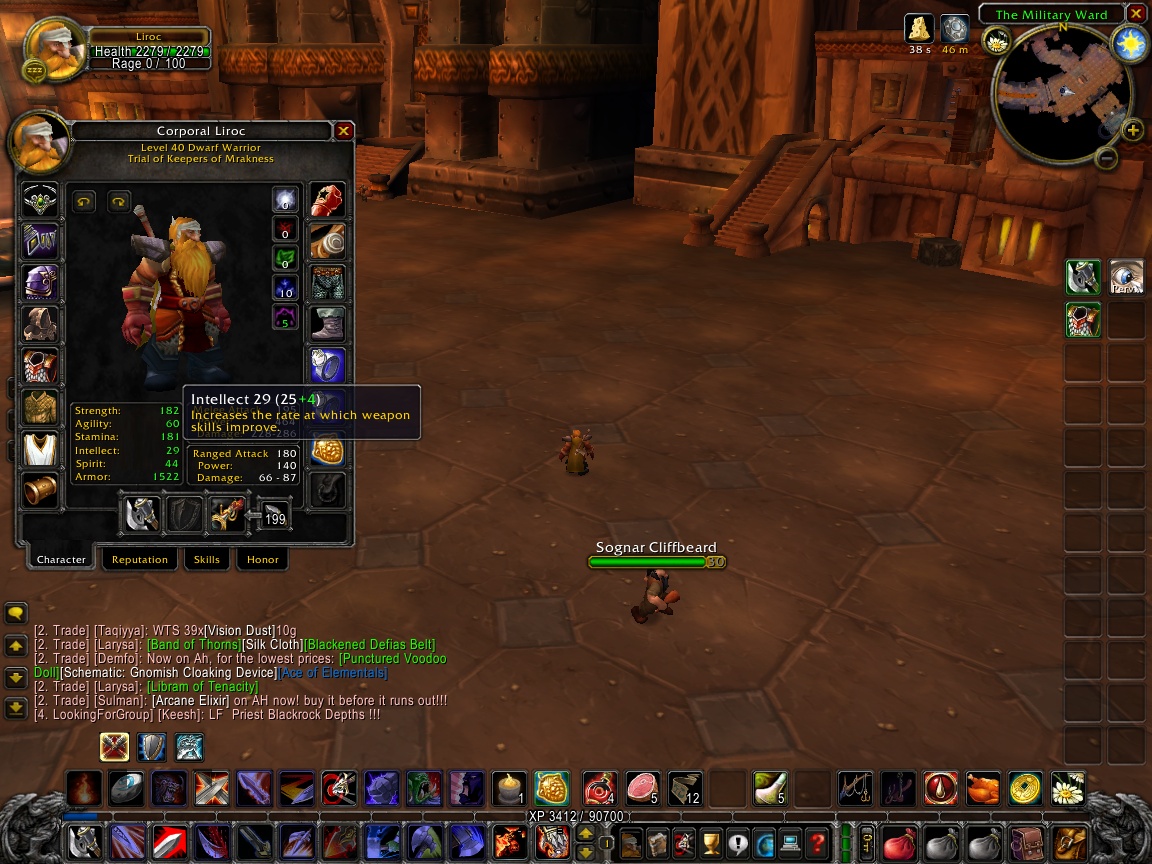 Liroc
Health 2279 / 2279
Rage 0 / 100
zzz
38 s
46 m
The Military Ward
N
Corporal Liroc
Level 40 Dwarf Warrior
Trial of Keepers of Mrakness
0
0
0
10
5
Intellect 29 (25+4)
Increases the rate at which weapon
skills improve.
Strength: 182
Agility: 60
Stamina: 181
Intellect: 29
Spirit: 44
Armor: 1522
Damage: 228-286
Ranged Attack 180
Power: 140
Damage: 66 - 87
199
Character
Reputation
Skills
Honor
Sognar Cliffbeard
30
[2. Trade] [Taqiyya]: WTS 39x[Vision Dust]10g
[2. Trade] [Larysa]: [Band of Thorns][Silk Cloth][Blackened Defias Belt]
[2. Trade] [Demfo]: Now on Ah, for the lowest prices: [Punctured Voodoo
Doll][Schematic: Gnomish Cloaking Device][Ace of Elementals]
[2. Trade] [Larysa]: [Libram of Tenacity]
[2. Trade] [Sulman]: [Arcane Elixir] on AH now! buy it before it runs out!!!
[4. LookingForGroup] [Keesh]: LF Priest Blackrock Depths !!!
1
4
5
12
5
XP 3412 / 90700
1